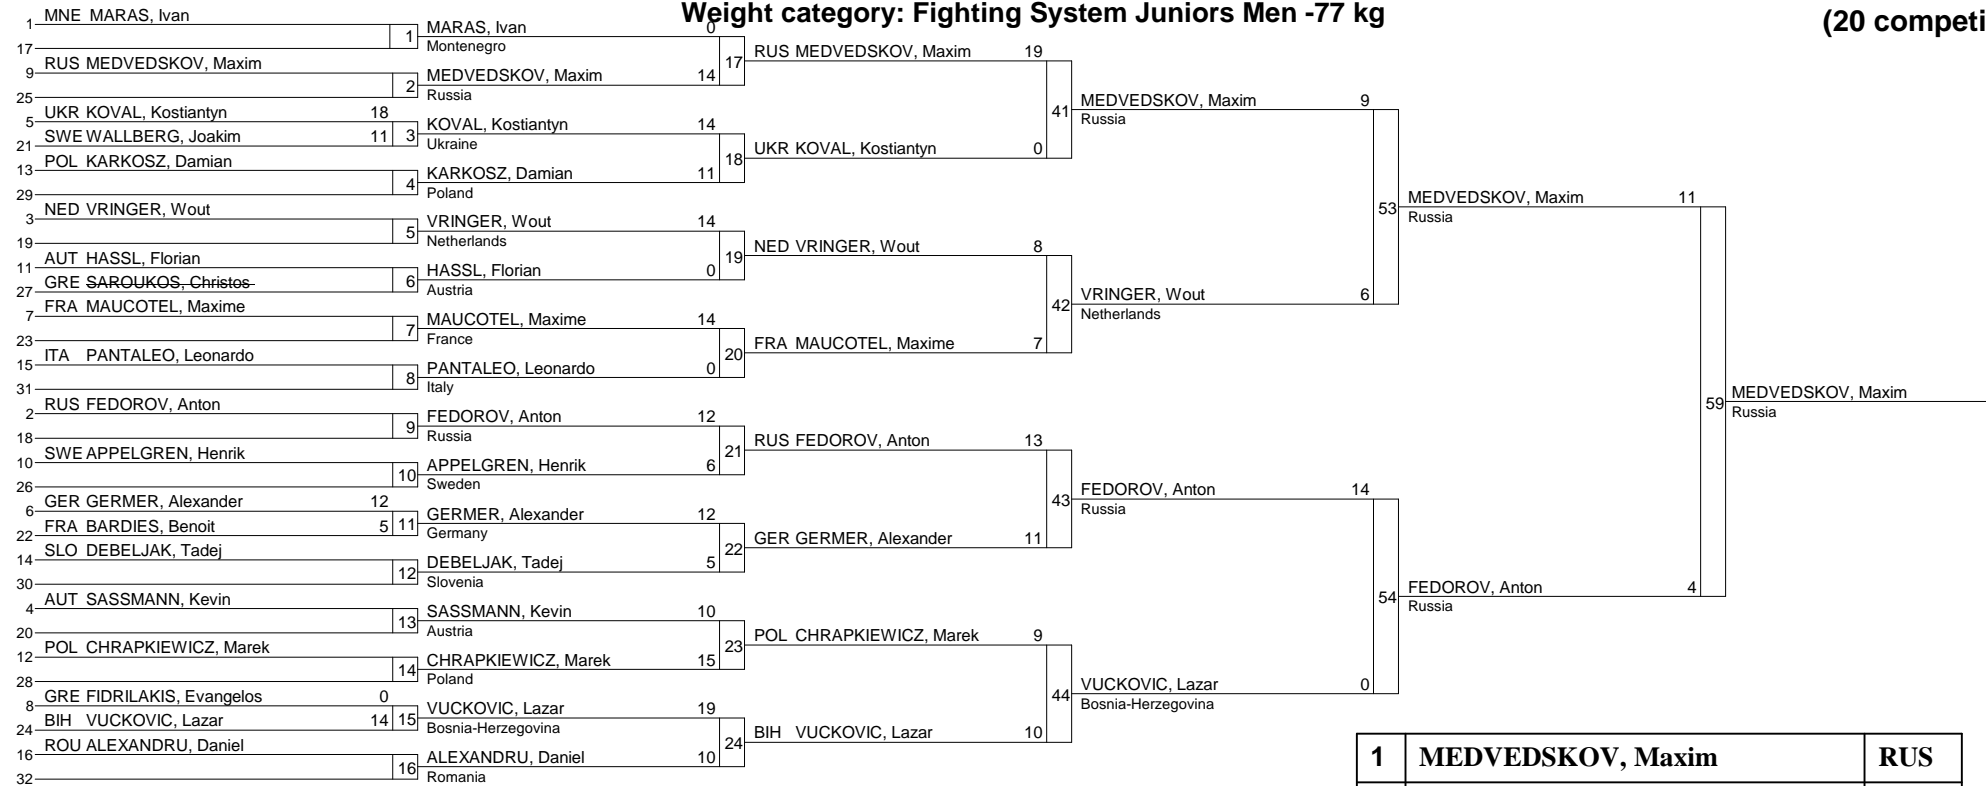 Weight category: Fighting System Juniors Men -77 kg
(20 competi
1 MNE MARAS, Ivan
17
1
9 RUS MEDVEDSKOV, Maxim
25
2
5 UKR KOVAL, Kostiantyn 18
21 SWE WALLBERG, Joakim 11
3
13 POL KARKOSZ, Damian
29
4
3 NED VRINGER, Wout
19
5
11 AUT HASSL, Florian
27 GRE SAROUKOS, Christos
6
7 FRA MAUCOTEL, Maxime
23
7
15 ITA PANTALEO, Leonardo
31
8
2 RUS FEDOROV, Anton
18
9
10 SWE APPELGREN, Henrik
26
10
6 GER GERMER, Alexander 12
22 FRA BARDIES, Benoit 5
11
14 SLO DEBELJAK, Tadej
30
12
4 AUT SASSMANN, Kevin
20
13
12 POL CHRAPKIEWICZ, Marek
28
14
8 GRE FIDRILAKIS, Evangelos 0
24 BIH VUCKOVIC, Lazar 14
15
16 ROU ALEXANDRU, Daniel
32
16
MARAS, Ivan 0
Montenegro
17
MEDVEDSKOV, Maxim 14
Russia
KOVAL, Kostiantyn 14
Ukraine
18
KARKOSZ, Damian 11
Poland
VRINGER, Wout 14
Netherlands
19
HASSL, Florian 0
Austria
MAUCOTEL, Maxime 14
France
20
PANTALEO, Leonardo 0
Italy
FEDOROV, Anton 12
Russia
21
APPELGREN, Henrik 6
Sweden
GERMER, Alexander 12
Germany
22
DEBELJAK, Tadej 5
Slovenia
SASSMANN, Kevin 10
Austria
23
CHRAPKIEWICZ, Marek 15
Poland
VUCKOVIC, Lazar 19
Bosnia-Herzegovina
24
ALEXANDRU, Daniel 10
Romania
RUS MEDVEDSKOV, Maxim 19
41
UKR KOVAL, Kostiantyn 0
NED VRINGER, Wout 8
42
FRA MAUCOTEL, Maxime 7
RUS FEDOROV, Anton 13
43
GER GERMER, Alexander 11
POL CHRAPKIEWICZ, Marek 9
44
BIH VUCKOVIC, Lazar 10
MEDVEDSKOV, Maxim 9
Russia
53
VRINGER, Wout 6
Netherlands
FEDOROV, Anton 14
Russia
54
VUCKOVIC, Lazar 0
Bosnia-Herzegovina
MEDVEDSKOV, Maxim 11
Russia
59
FEDOROV, Anton 4
Russia
MEDVEDSKOV, Maxim
Russia
1 MEDVEDSKOV, Maxim RUS